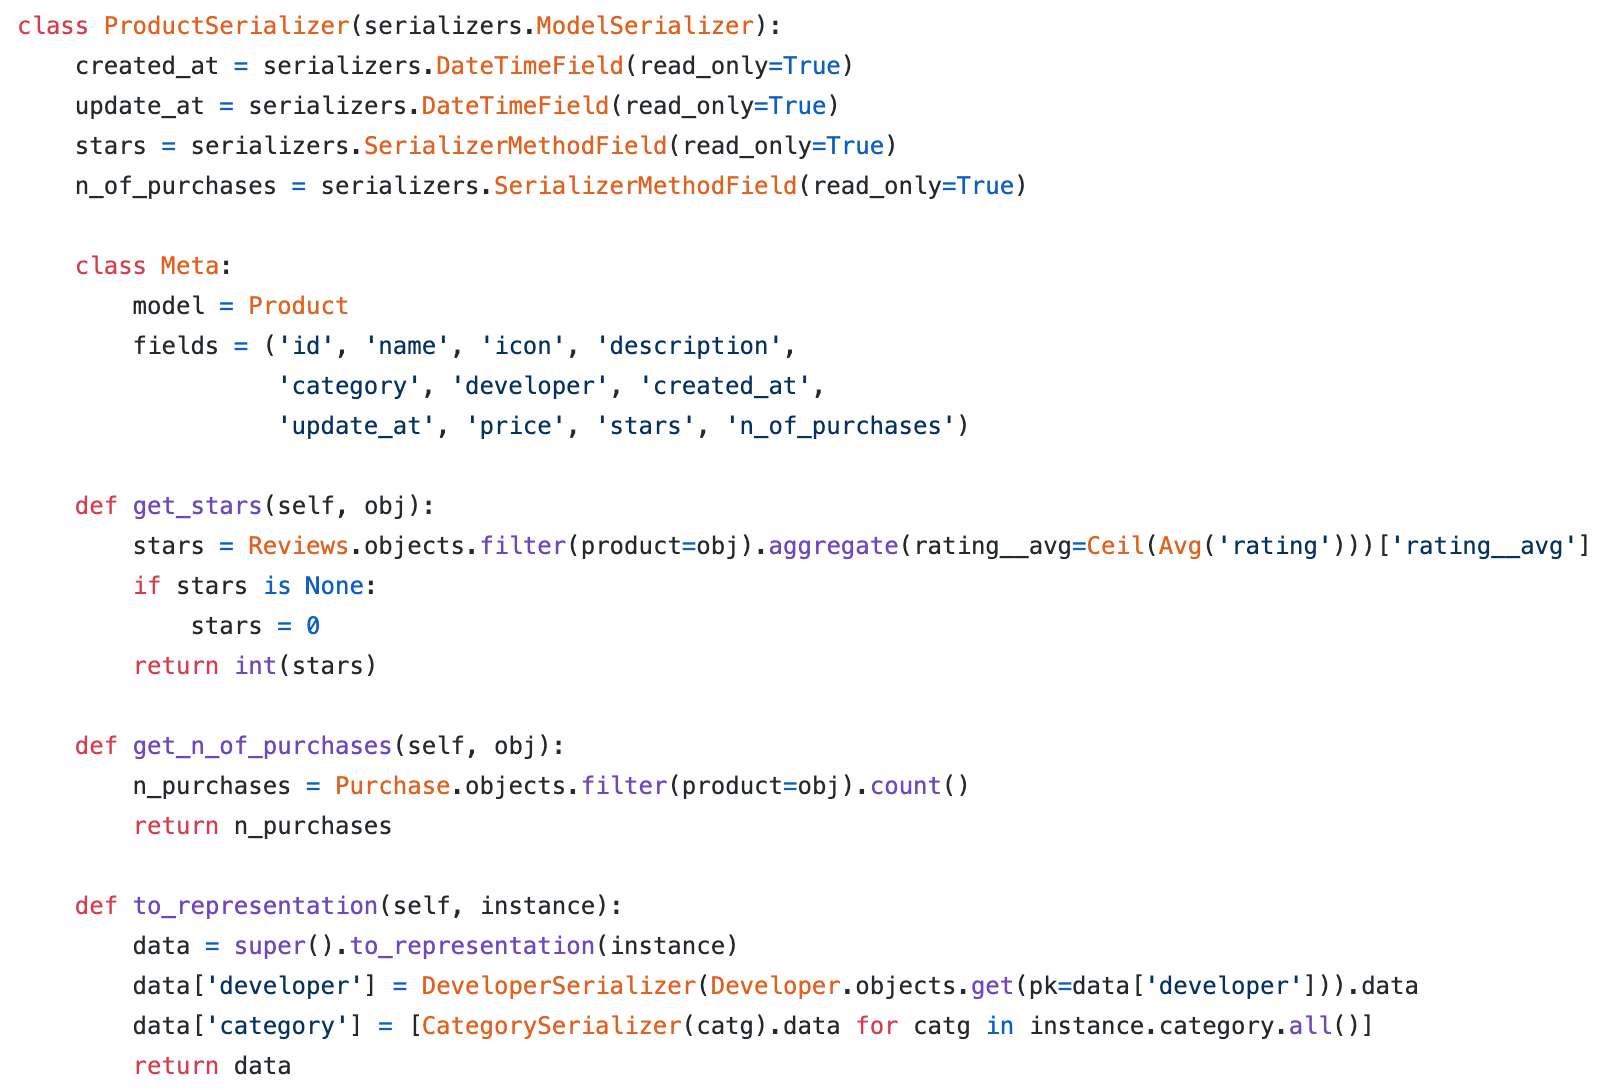 class ProductSerializer(serializers.ModelSerializer):
    created_at = serializers.DateTimeField(read_only=True)
    update_at = serializers.DateTimeField(read_only=True)
    stars = serializers.SerializerMethodField(read_only=True)
    n_of_purchases = serializers.SerializerMethodField(read_only=True)

    class Meta:
        model = Product
        fields = ('id', 'name', 'icon', 'description',
                  'category', 'developer', 'created_at',
                  'update_at', 'price', 'stars', 'n_of_purchases')

    def get_stars(self, obj):
        stars = Reviews.objects.filter(product=obj).aggregate(rating__avg=Ceil(Avg('rating')))['rating__avg']
        if stars is None:
            stars = 0
        return int(stars)

    def get_n_of_purchases(self, obj):
        n_purchases = Purchase.objects.filter(product=obj).count()
        return n_purchases

    def to_representation(self, instance):
        data = super().to_representation(instance)
        data['developer'] = DeveloperSerializer(Developer.objects.get(pk=data['developer'])).data
        data['category'] = [CategorySerializer(catg).data for catg in instance.category.all()]
        return data